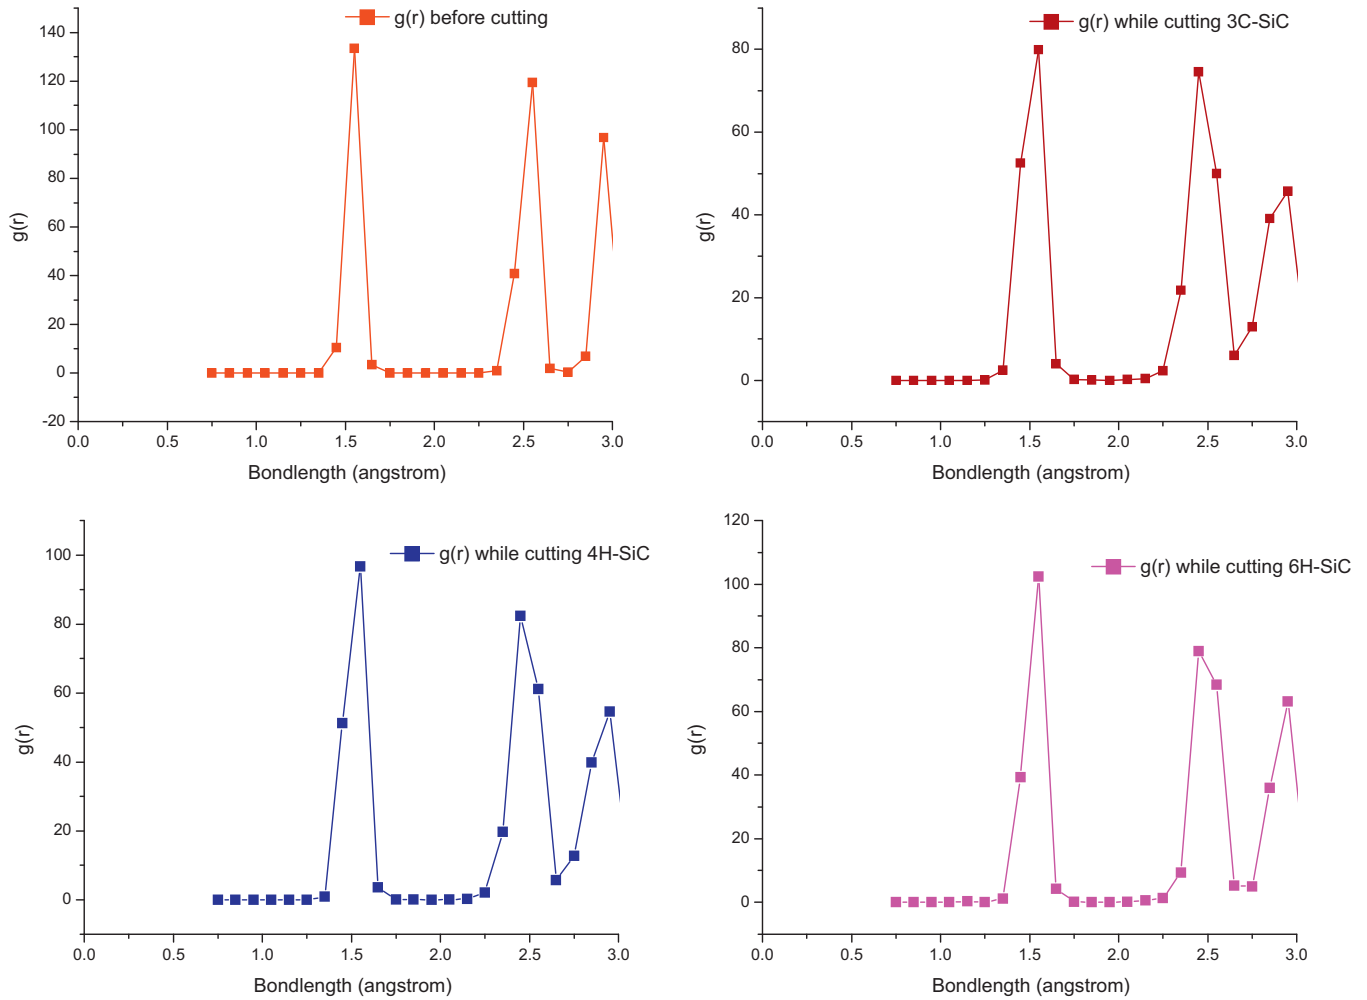 g(r) before cutting
140
120
100
80
60
40
20
0
-20
g(r)
0.0 0.5 1.0 1.5 2.0 2.5 3.0
Bondlength (angstrom)
g(r) while cutting 3C-SiC
80
60
40
20
0
g(r)
0.0 0.5 1.0 1.5 2.0 2.5 3.0
Bondlength (angstrom)
g(r) while cutting 4H-SiC
100
80
60
40
20
0
g(r)
0.0 0.5 1.0 1.5 2.0 2.5 3.0
Bondlength (angstrom)
g(r) while cutting 6H-SiC
120
100
80
60
40
20
0
g(r)
0.0 0.5 1.0 1.5 2.0 2.5 3.0
Bondlength (angstrom)